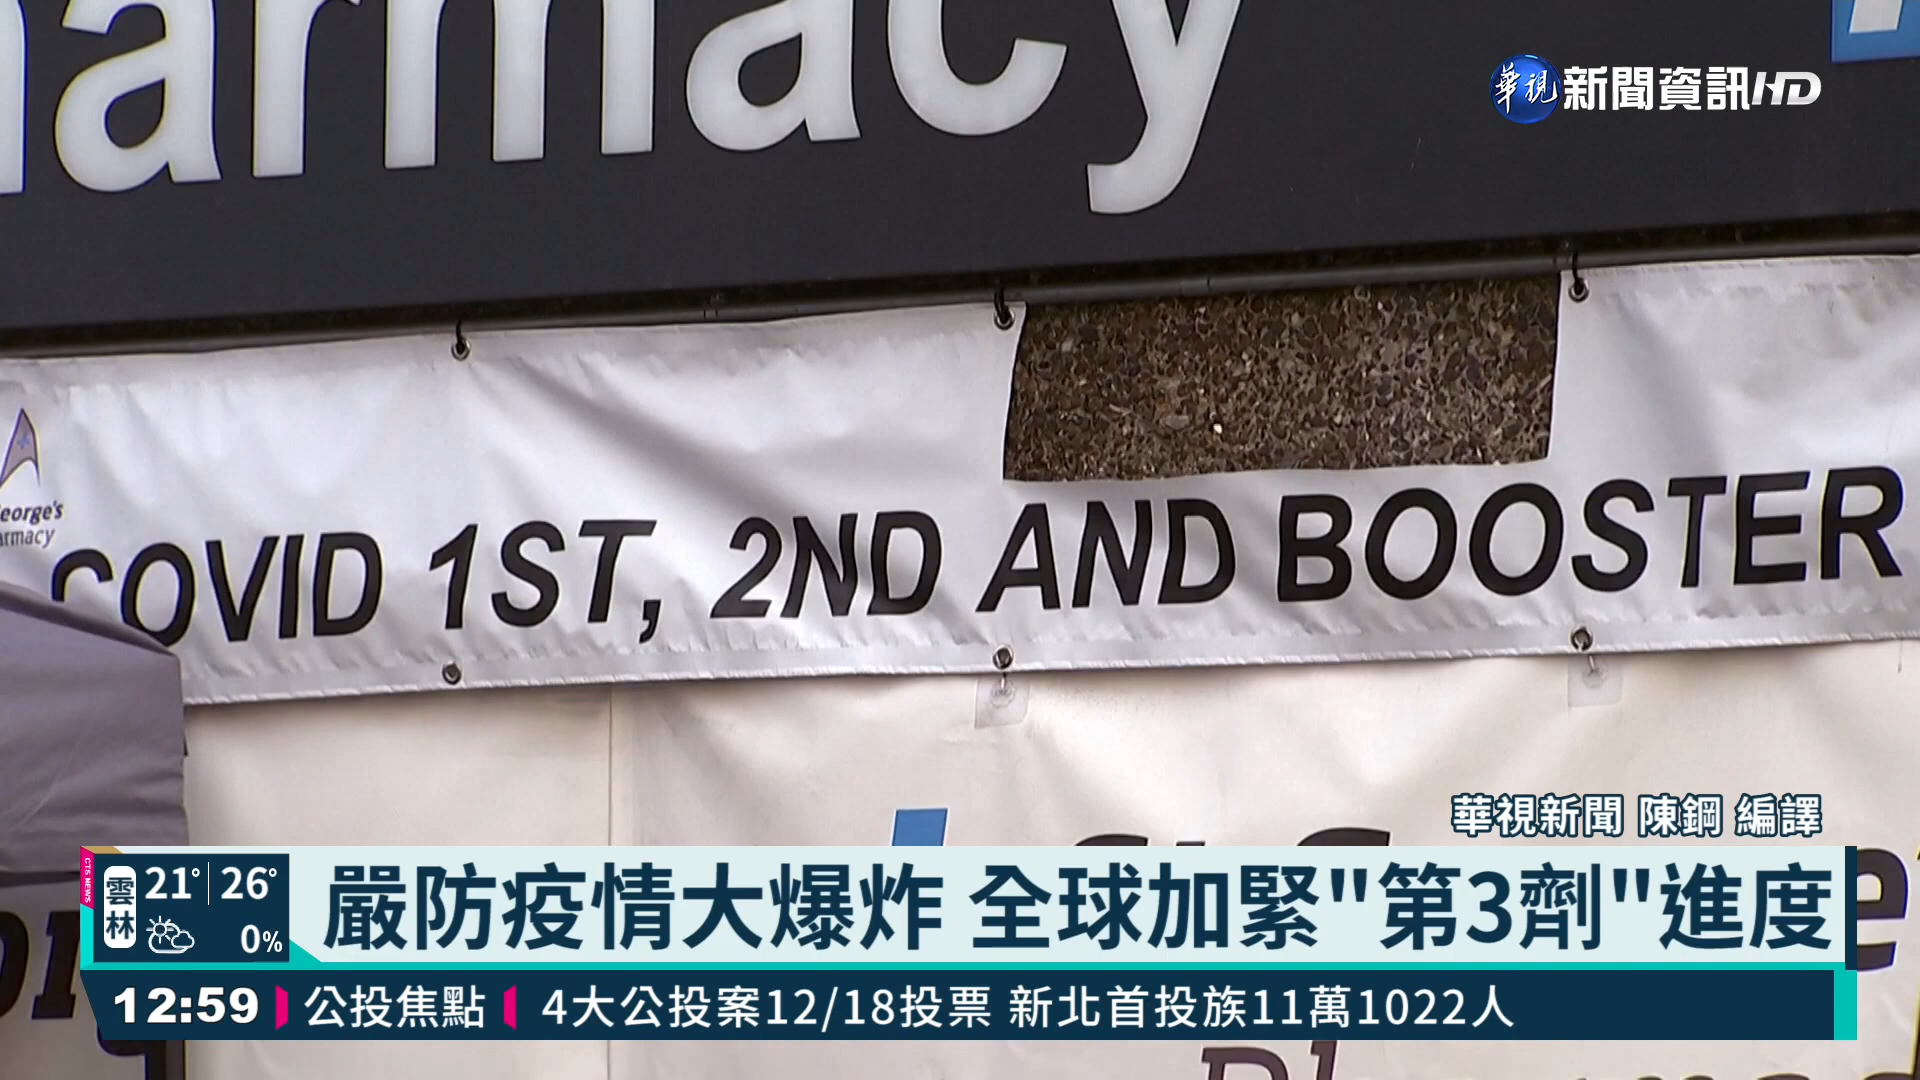 armacy
華視 新聞資訊HD
eorge's
armacy
COVID 1ST, 2ND AND BOOSTER
華視新聞 陳鋼 編譯
CTS NEWS
雲林
21° 26°
0%
嚴防疫情大爆炸 全球加緊"第3劑"進度
12:59 公投焦點 4大公投案12/18投票 新北首投族11萬1022人